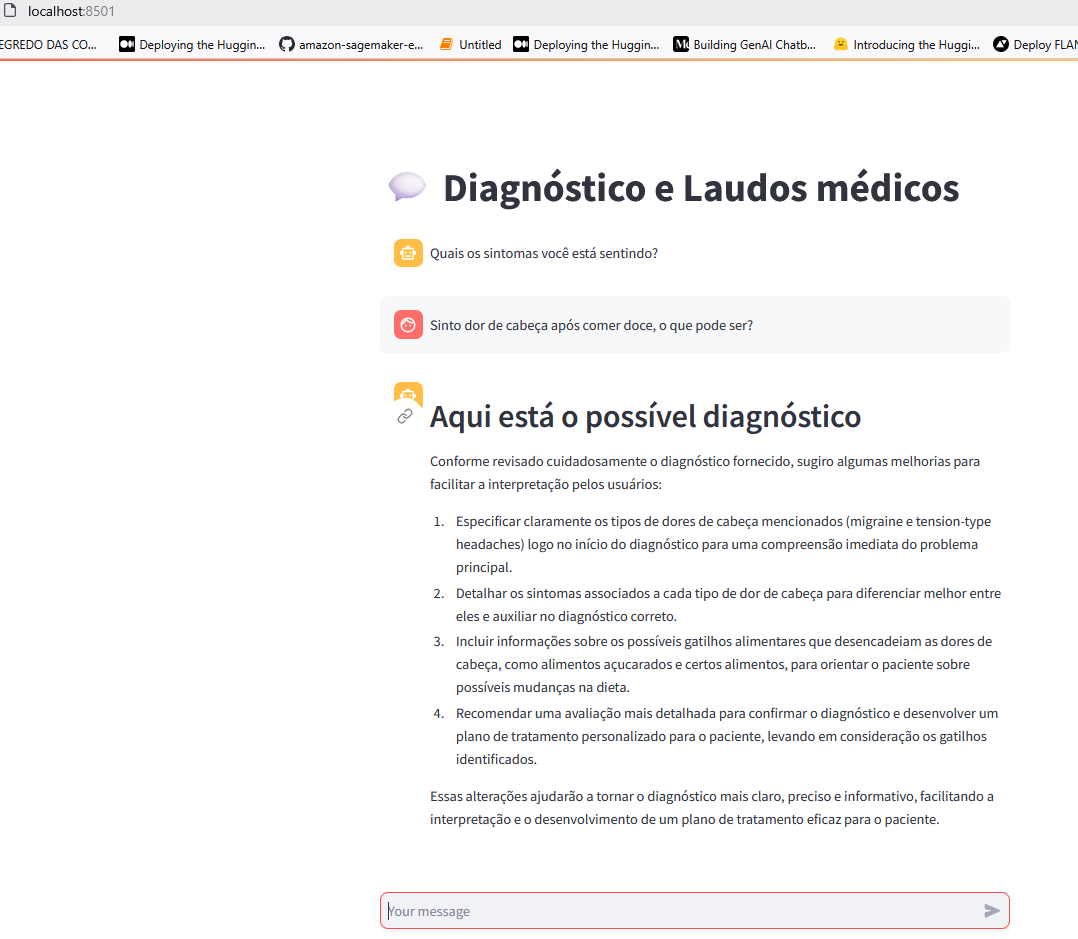 localhost:8501
EGREDO DAS CO... Deploying the Huggin... amazon-sagemaker-e... Untitled Deploying the Huggin... Building GenAI Chatb... Introducing the Huggi... Deploy FLAN
Diagnóstico e Laudos médicos
Quais os sintomas você está sentindo?
Sinto dor de cabeça após comer doce, o que pode ser?
Aqui está o possível diagnóstico
Conforme revisado cuidadosamente o diagnóstico fornecido, sugiro algumas melhorias para
facilitar a interpretação pelos usuários:
1. Especificar claramente os tipos de dores de cabeça mencionados (migraine e tension-type
headaches) logo no início do diagnóstico para uma compreensão imediata do problema
principal.
2. Detalhar os sintomas associados a cada tipo de dor de cabeça para diferenciar melhor entre
eles e auxiliar no diagnóstico correto.
3. Incluir informações sobre os possíveis gatilhos alimentares que desencadeiam as dores de
cabeça, como alimentos açucarados e certos alimentos, para orientar o paciente sobre
possíveis mudanças na dieta.
4. Recomendar uma avaliação mais detalhada para confirmar o diagnóstico e desenvolver um
plano de tratamento personalizado para o paciente, levando em consideração os gatilhos
identificados.
Essas alterações ajudarão a tornar o diagnóstico mais claro, preciso e informativo, facilitando a
interpretação e o desenvolvimento de um plano de tratamento eficaz para o paciente.
Your message